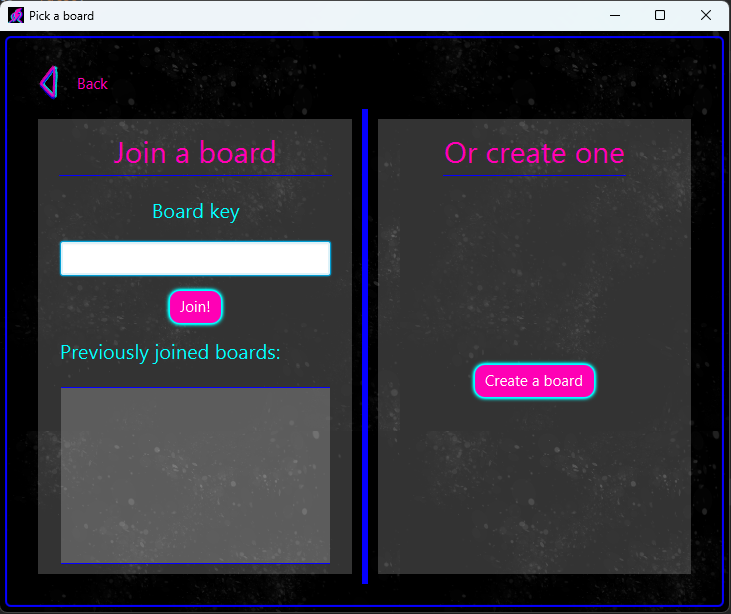 Pick a board
Back
Join a board
Board key
Join!
Previously joined boards:
Or create one
Create a board